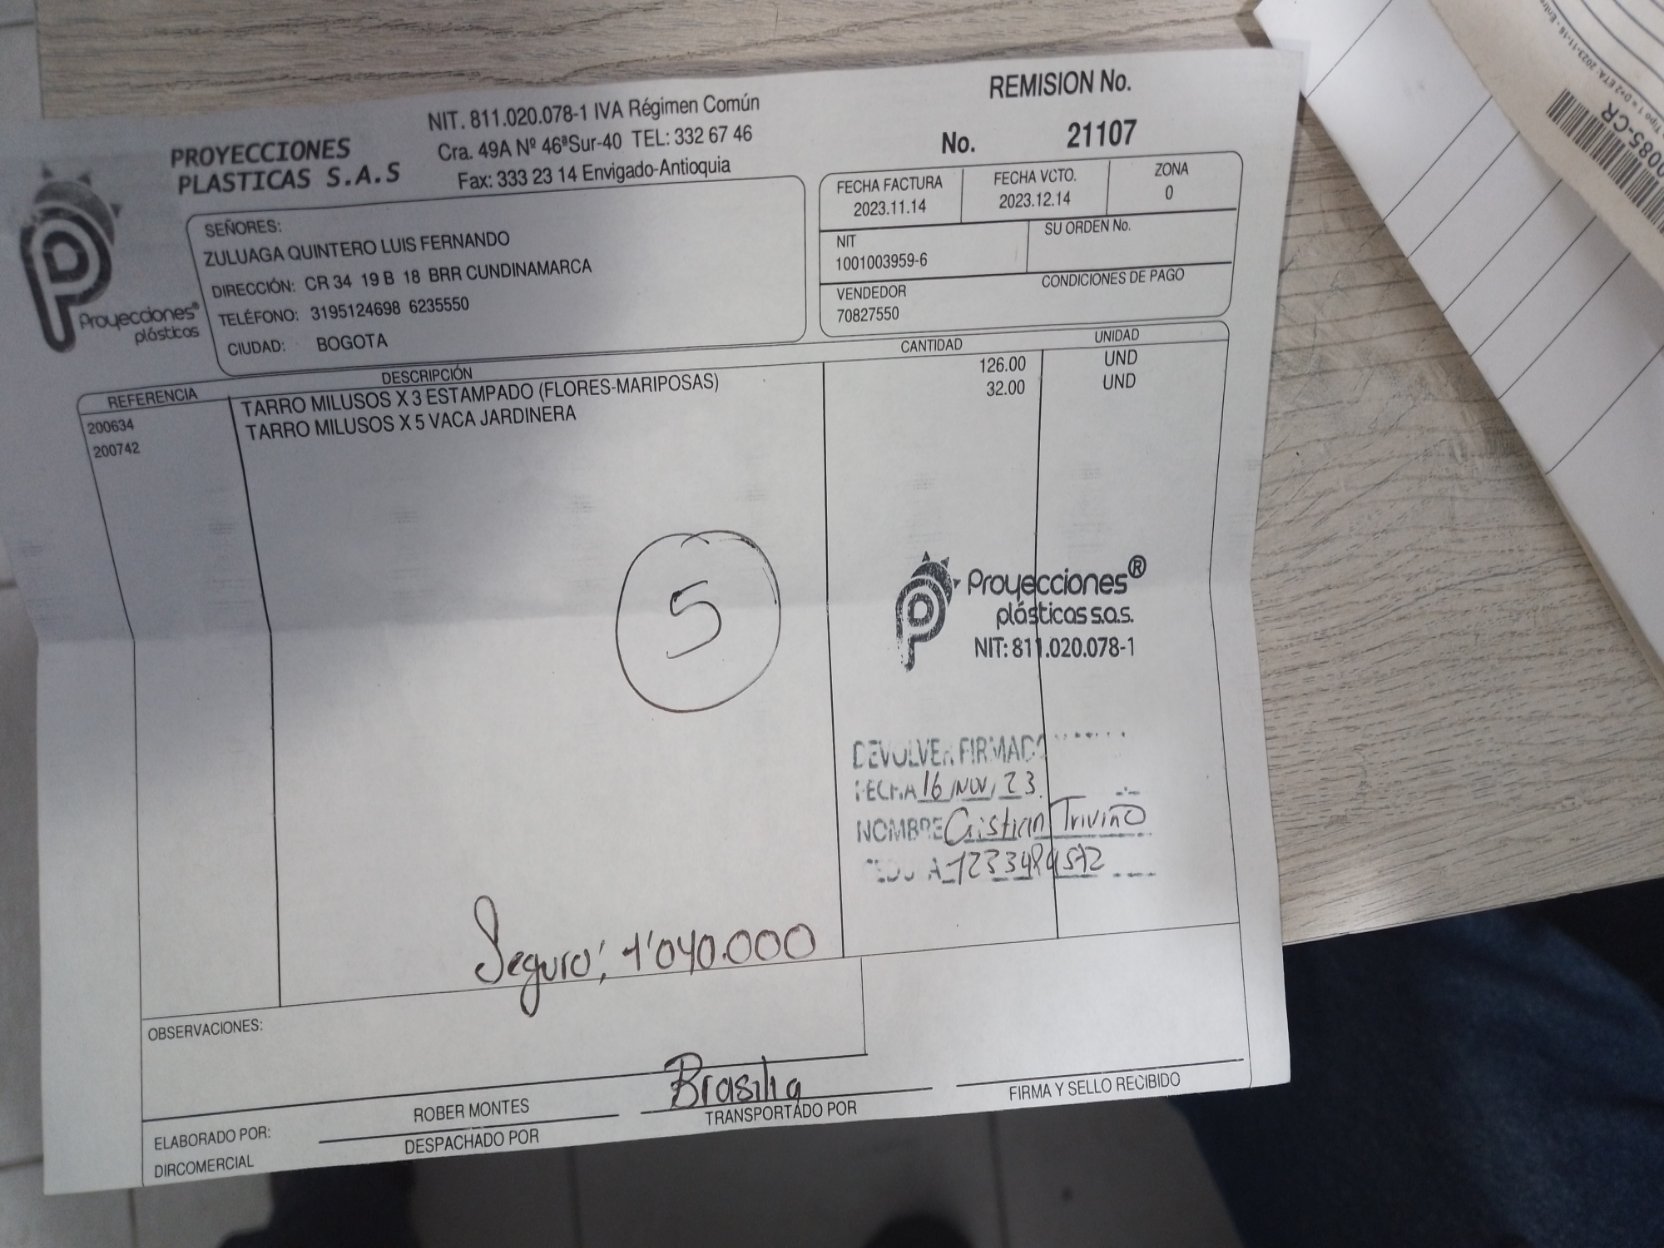 PROYECCIONES
PLASTICAS S.A.S
NIT. 811.020.078-1 IVA Régimen Común
Cra. 49A Nº 46ªSur-40 TEL: 332 67 46
Fax: 333 23 14 Envigado-Antioquia
REMISION No.
No. 21107
Proyecciones®
plásticos
SEÑORES:
ZULUAGA QUINTERO LUIS FERNANDO
DIRECCIÓN: CR 34 19 B 18 BRR CUNDINAMARCA
TELÉFONO: 3195124698 6235550
CIUDAD: BOGOTA
FECHA FACTURA
2023.11.14
FECHA VCTO.
2023.12.14
ZONA
0
NIT
1001003959-6
SU ORDEN No.
VENDEDOR
70827550
CONDICIONES DE PAGO
REFERENCIA DESCRIPCIÓN CANTIDAD UNIDAD
200634 TARRO MILUSOS X 3 ESTAMPADO (FLORES-MARIPOSAS) 126.00 UND
200742 TARRO MILUSOS X 5 VACA JARDINERA 32.00 UND
5
Proyecciones®
plásticos s.a.s.
NIT: 811.020.078-1
DEVOLVER FIRMADO
FECHA 16 NOV, 23.
NOMBRE Cristian Triviño
1233489572
Seguro: 1'040.000
OBSERVACIONES:
ELABORADO POR:
DIRCOMERCIAL
ROBER MONTES
DESPACHADO POR
Brasilia
TRANSPORTADO POR
FIRMA Y SELLO RECIBIDO
0085-CR